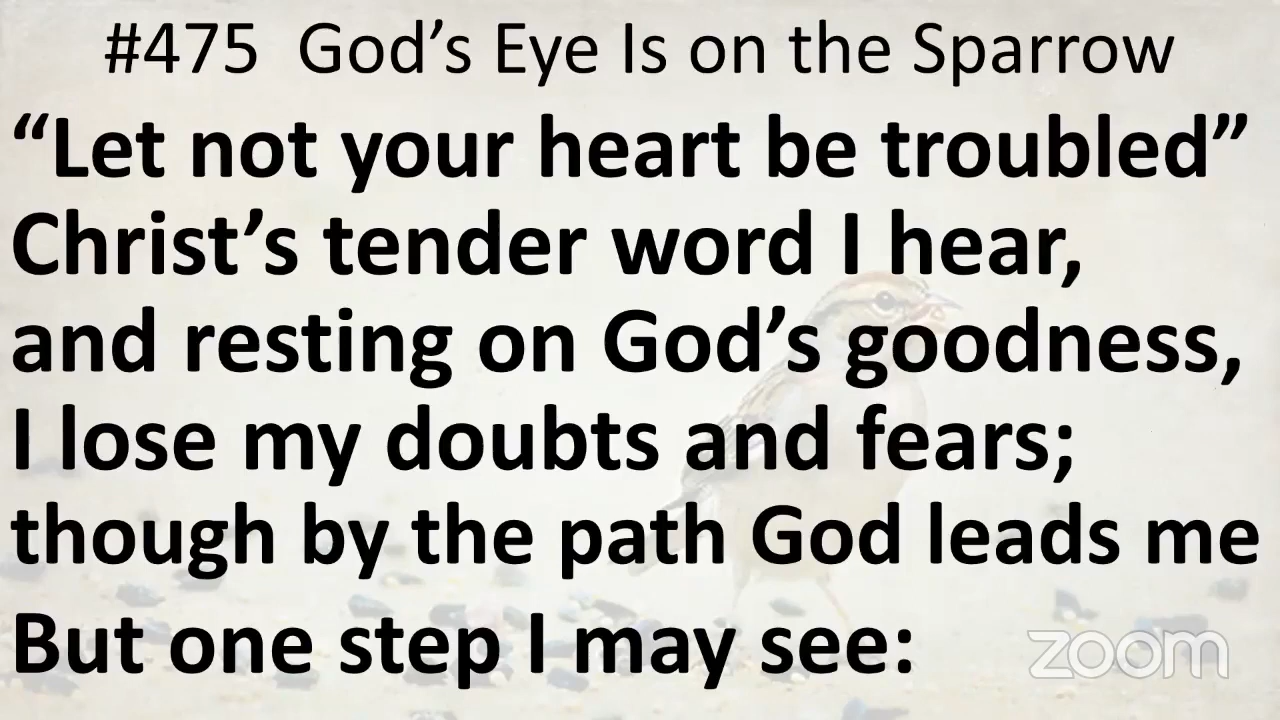 #475  God’s Eye Is on the Sparrow
“Let not your heart be troubled”
Christ’s tender word I hear,
and resting on God’s goodness,
I lose my doubts and fears;
though by the path God leads me
But one step I may see:
zoom